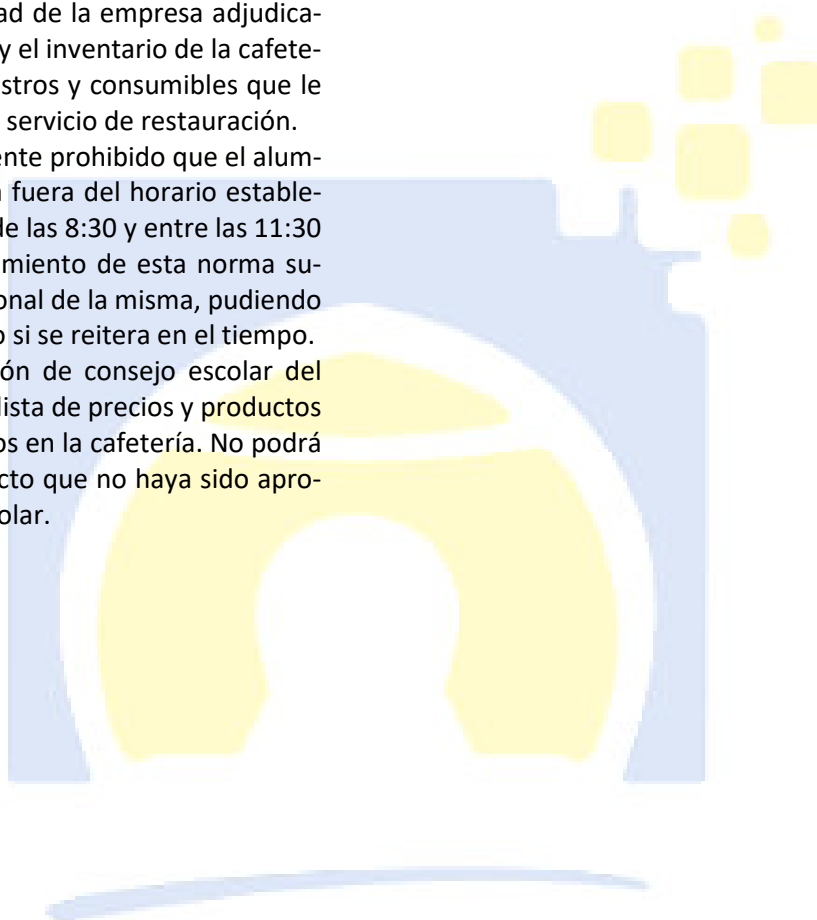 ad de la empresa adjudica-
y el inventario de la cafete-
stros y consumibles que le
servicio de restauración.
ente prohibido que el alum-
fuera del horario estable-
de las 8:30 y entre las 11:30
miento de esta norma su-
onal de la misma, pudiendo
o si se reitera en el tiempo.
ón de consejo escolar del
lista de precios y productos
os en la cafetería. No podrá
cto que no haya sido apro-
olar.